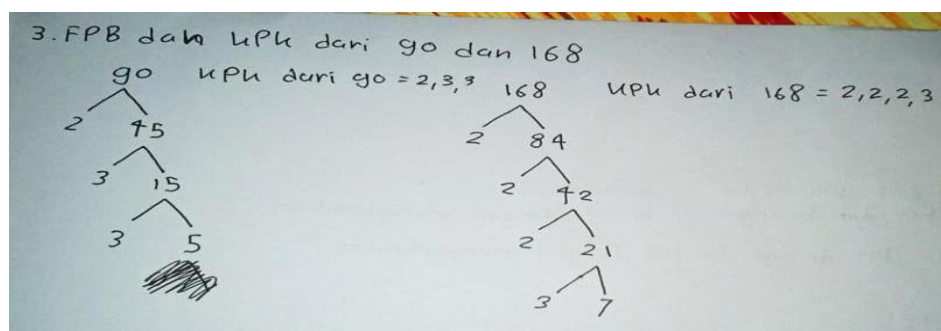 3. FPB dan KPK dari 90 dan 168
90 KPK dari 90 = 2,3,3
2 45
3 15
3 5
168 KPK dari 168 = 2,2,2,3
2 84
2 42
2 21
3 7